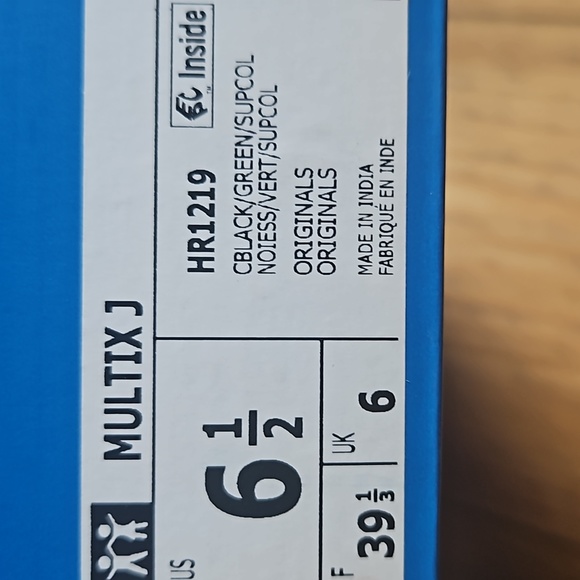 MULTIX J
HR1219
Inside
CBLACK/GREEN/SUPCOL
NOIESS/VERT/SUPCOL
ORIGINALS
ORIGINALS
MADE IN INDIA
FABRIQUÉ EN INDE
US
6 1/2
F
39 1/3
UK
6